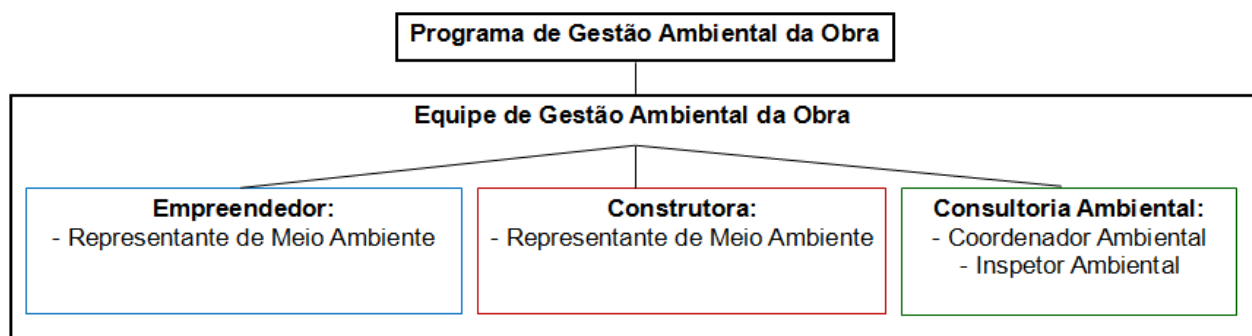 Programa de Gestão Ambiental da Obra
Equipe de Gestão Ambiental da Obra
Empreendedor:
- Representante de Meio Ambiente
Construtora:
- Representante de Meio Ambiente
Consultoria Ambiental:
- Coordenador Ambiental
- Inspetor Ambiental